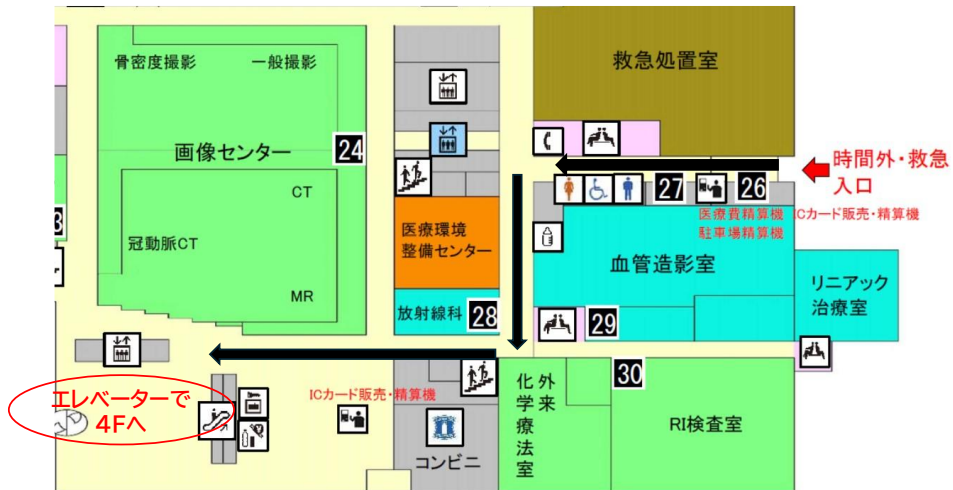 骨密度撮影
一般撮影
救急処置室
画像センター
24
CT
冠動脈CT
MR
3
医療環境
整備センター
放射線科
28
時間外・救急
入口
27
26
医療費精算機
駐車場精算機
ICカード販売・精算機
血管造影室
リニアック
治療室
29
30
外来
化学療法室
RI検査室
ICカード販売・精算機
コンビニ
エレベーターで
4Fへ